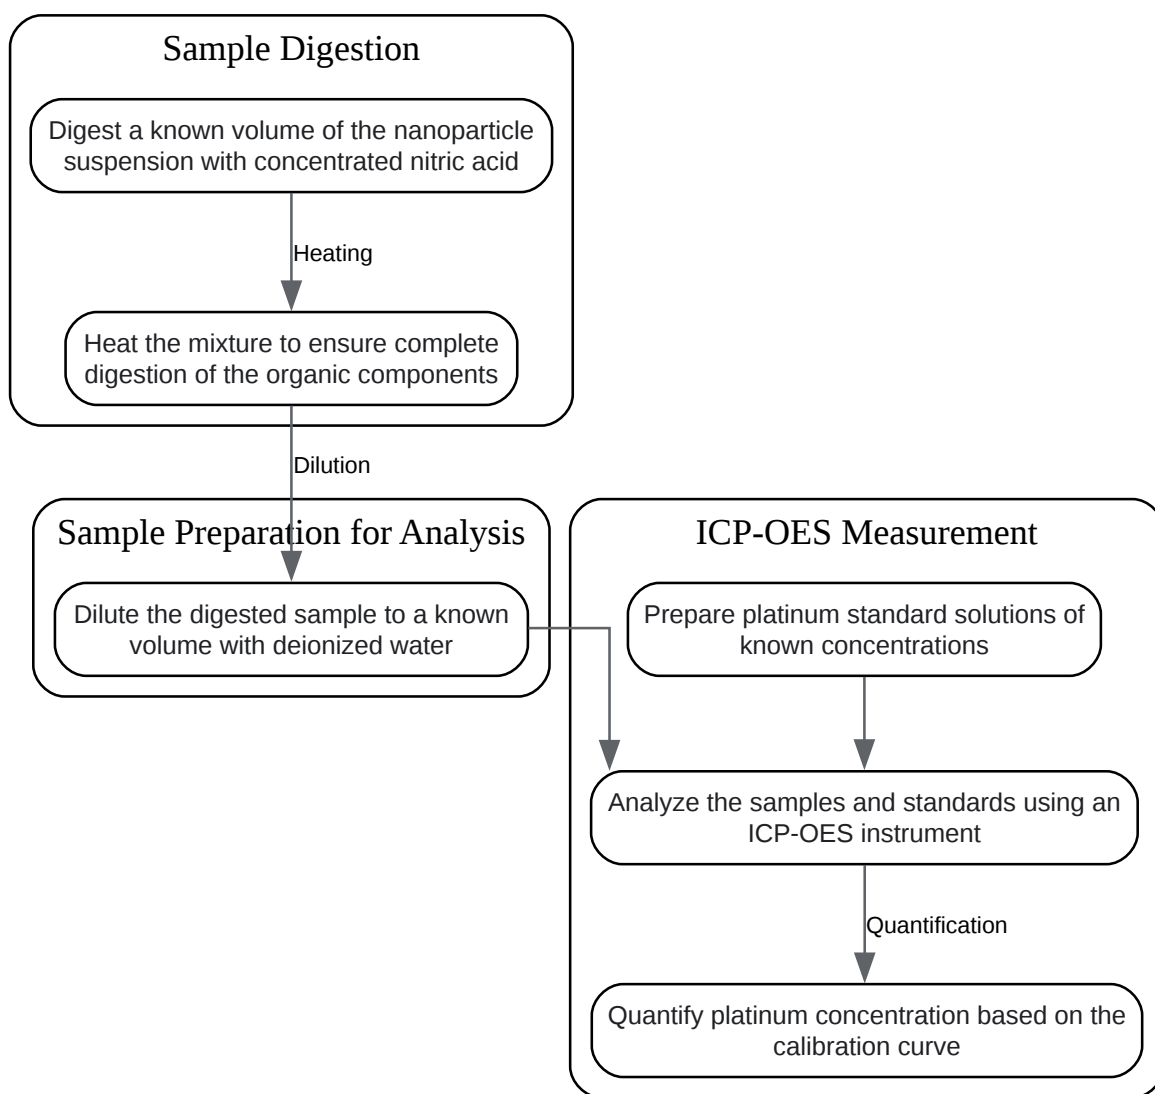 Sample Digestion
Digest a known volume of the nanoparticle
suspension with concentrated nitric acid
Heating
Heat the mixture to ensure complete
digestion of the organic components
Dilution
Sample Preparation for Analysis
Dilute the digested sample to a known
volume with deionized water
ICP-OES Measurement
Prepare platinum standard solutions of
known concentrations
Analyze the samples and standards using an
ICP-OES instrument
Quantification
Quantify platinum concentration based on the
calibration curve